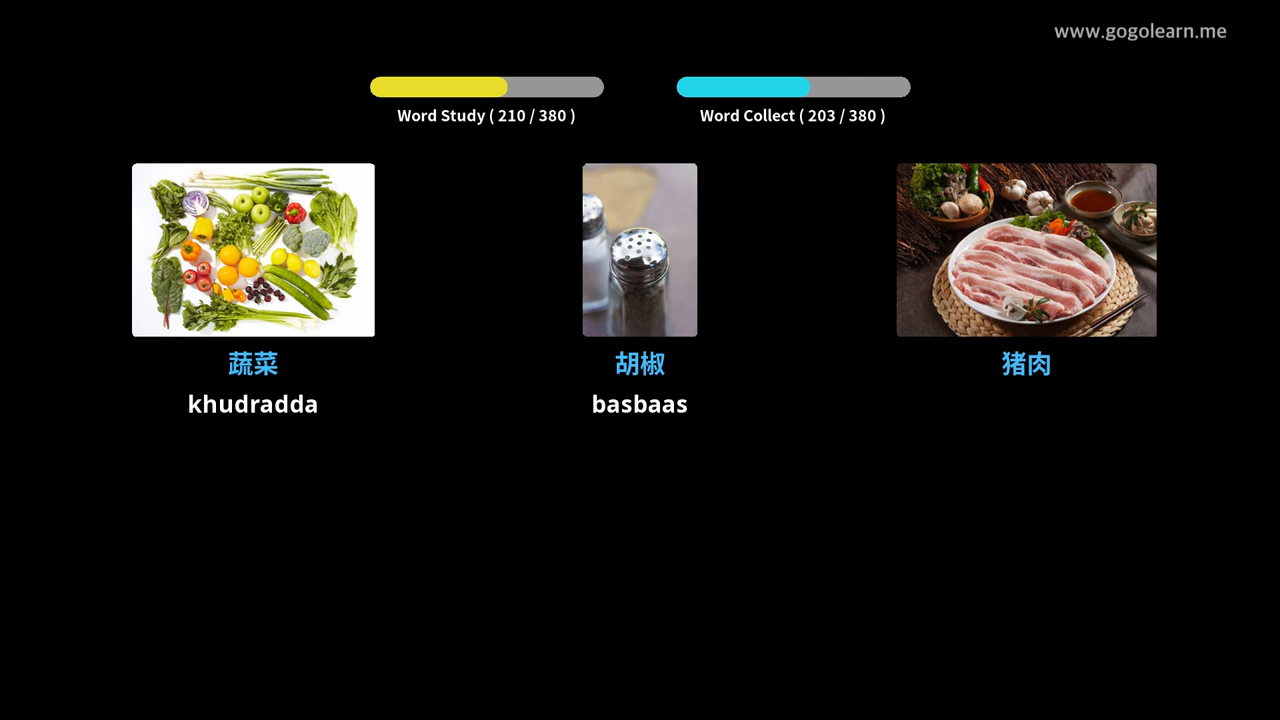 www.gogolearn.me
Word Study ( 210 / 380 )
Word Collect ( 203 / 380 )
蔬菜
胡椒
猪肉
khudradda
basbaas